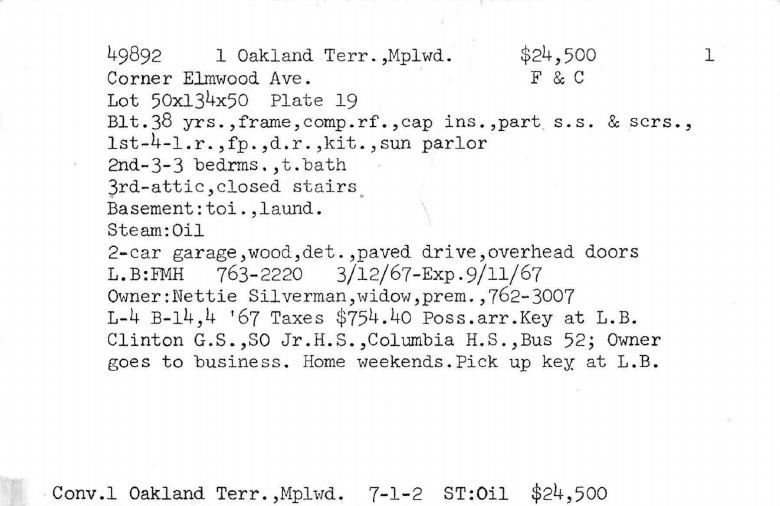 49892 1 Oakland Terr.,Mplwd. $24,500 1
Corner Elmwood Ave. F & C
Lot 50x134x50 Plate 19
Blt.38 yrs.,frame,comp.rf.,cap ins.,part s.s. & scrs.,
1st-4-l.r.,fp.,d.r.,kit.,sun parlor
2nd-3-3 bedrms.,t.bath
3rd-attic,closed stairs
Basement:toi.,laund.
Steam:Oil
2-car garage,wood,det.,paved drive,overhead doors
L.B:FMH 763-2220 3/12/67-Exp.9/11/67
Owner:Nettie Silverman,widow,prem.,762-3007
L-4 B-14,4 '67 Taxes $754.40 Poss.arr.Key at L.B.
Clinton G.S.,SO Jr.H.S.,Columbia H.S.,Bus 52; Owner
goes to business. Home weekends.Pick up key at L.B.
Conv.1 Oakland Terr.,Mplwd. 7-1-2 ST:Oil $24,500